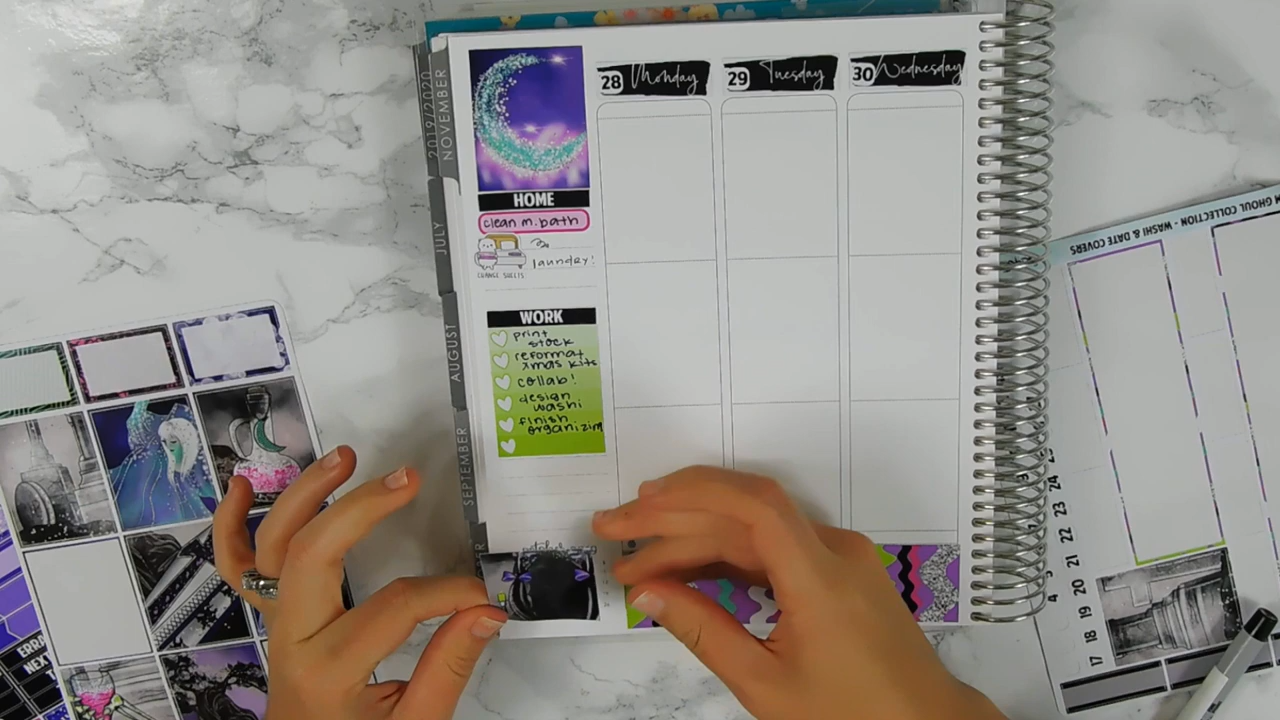 28 Monday
29 Tuesday
30 Wednesday
2019/2020
NOVEMBER
JULY
AUGUST
SEPTEMBER
HOME
clean m. bath
CHANGE SHEETS
laundry!
WORK
print
stock
reformat
xmas kits
collab!
design
washi
finish
organizing
GHOUL COLLECTION - WASHI & DATE COVERS
24
23
22
21
20
19
18
17